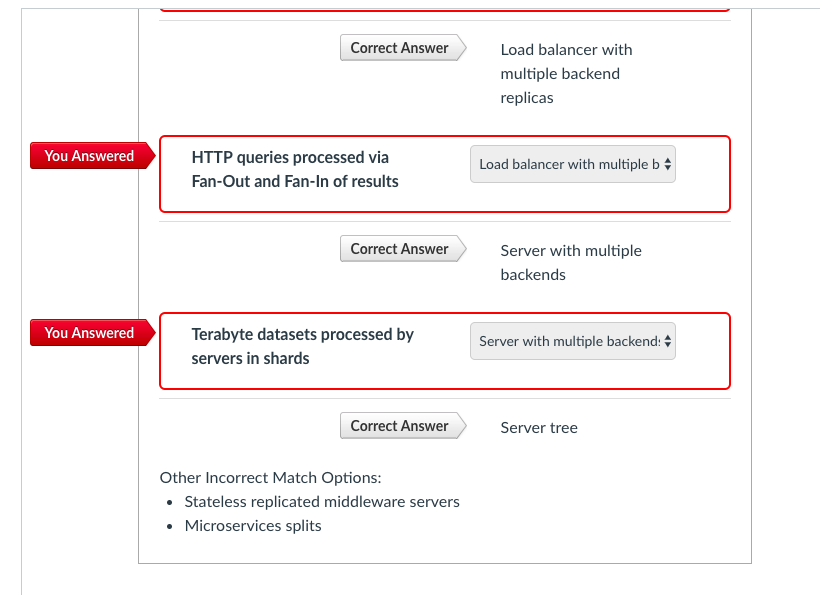 Correct Answer
Load balancer with
multiple backend
replicas
You Answered
HTTP queries processed via
Fan-Out and Fan-In of results
Load balancer with multiple b
Correct Answer
Server with multiple
backends
You Answered
Terabyte datasets processed by
servers in shards
Server with multiple backends
Correct Answer
Server tree
Other Incorrect Match Options:
Stateless replicated middleware servers
Microservices splits